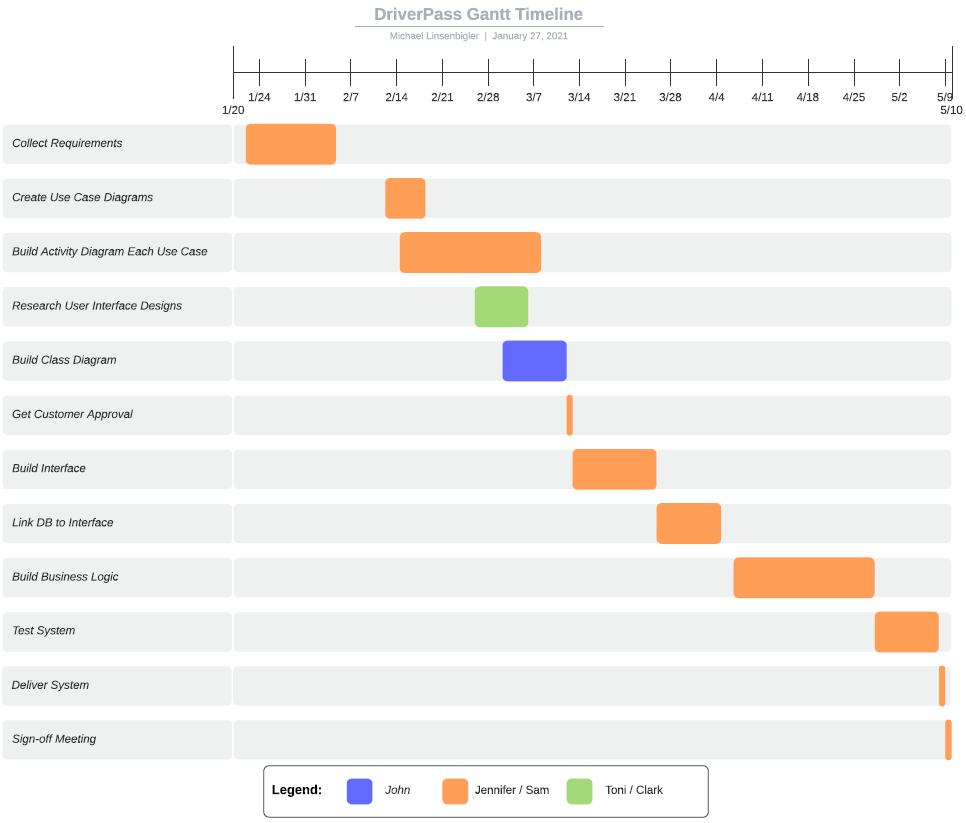 DriverPass Gantt Timeline
Michael Linsenbigler | January 27, 2021
1/24 1/31 2/7 2/14 2/21 2/28 3/7 3/14 3/21 3/28 4/4 4/11 4/18 4/25 5/2 5/9
1/20 5/10
Collect Requirements
Create Use Case Diagrams
Build Activity Diagram Each Use Case
Research User Interface Designs
Build Class Diagram
Get Customer Approval
Build Interface
Link DB to Interface
Build Business Logic
Test System
Deliver System
Sign-off Meeting
Legend: John Jennifer / Sam Toni / Clark